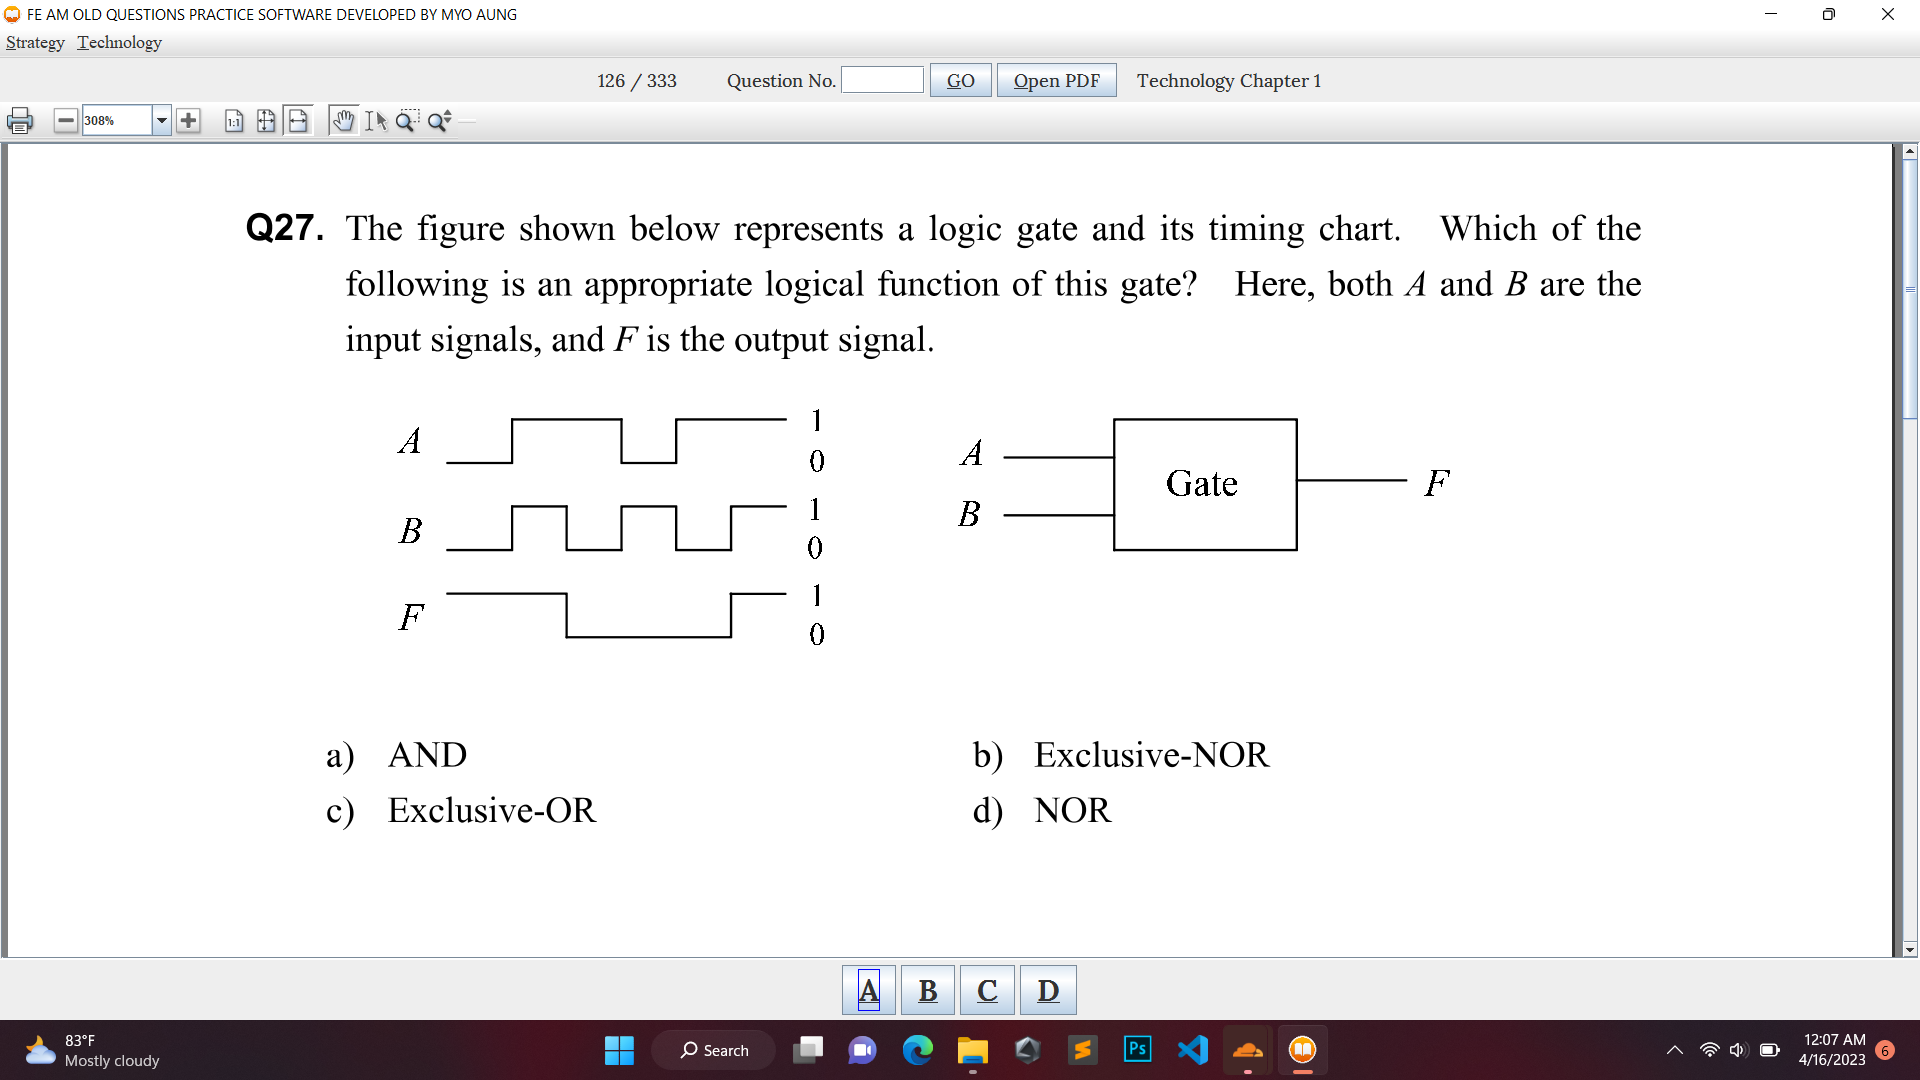 FE AM OLD QUESTIONS PRACTICE SOFTWARE DEVELOPED BY MYO AUNG
Strategy Technology
126 / 333 Question No. GO Open PDF Technology Chapter 1
308% 1:1
Q27. The figure shown below represents a logic gate and its timing chart. Which of the
following is an appropriate logical function of this gate? Here, both A and B are the
input signals, and F is the output signal.
A 1
0
B 1
0
F 1
0
A
B
Gate
F
a) AND b) Exclusive-NOR
c) Exclusive-OR d) NOR
A B C D
83°F
Mostly cloudy
Search
Ps
12:07 AM
4/16/2023
6